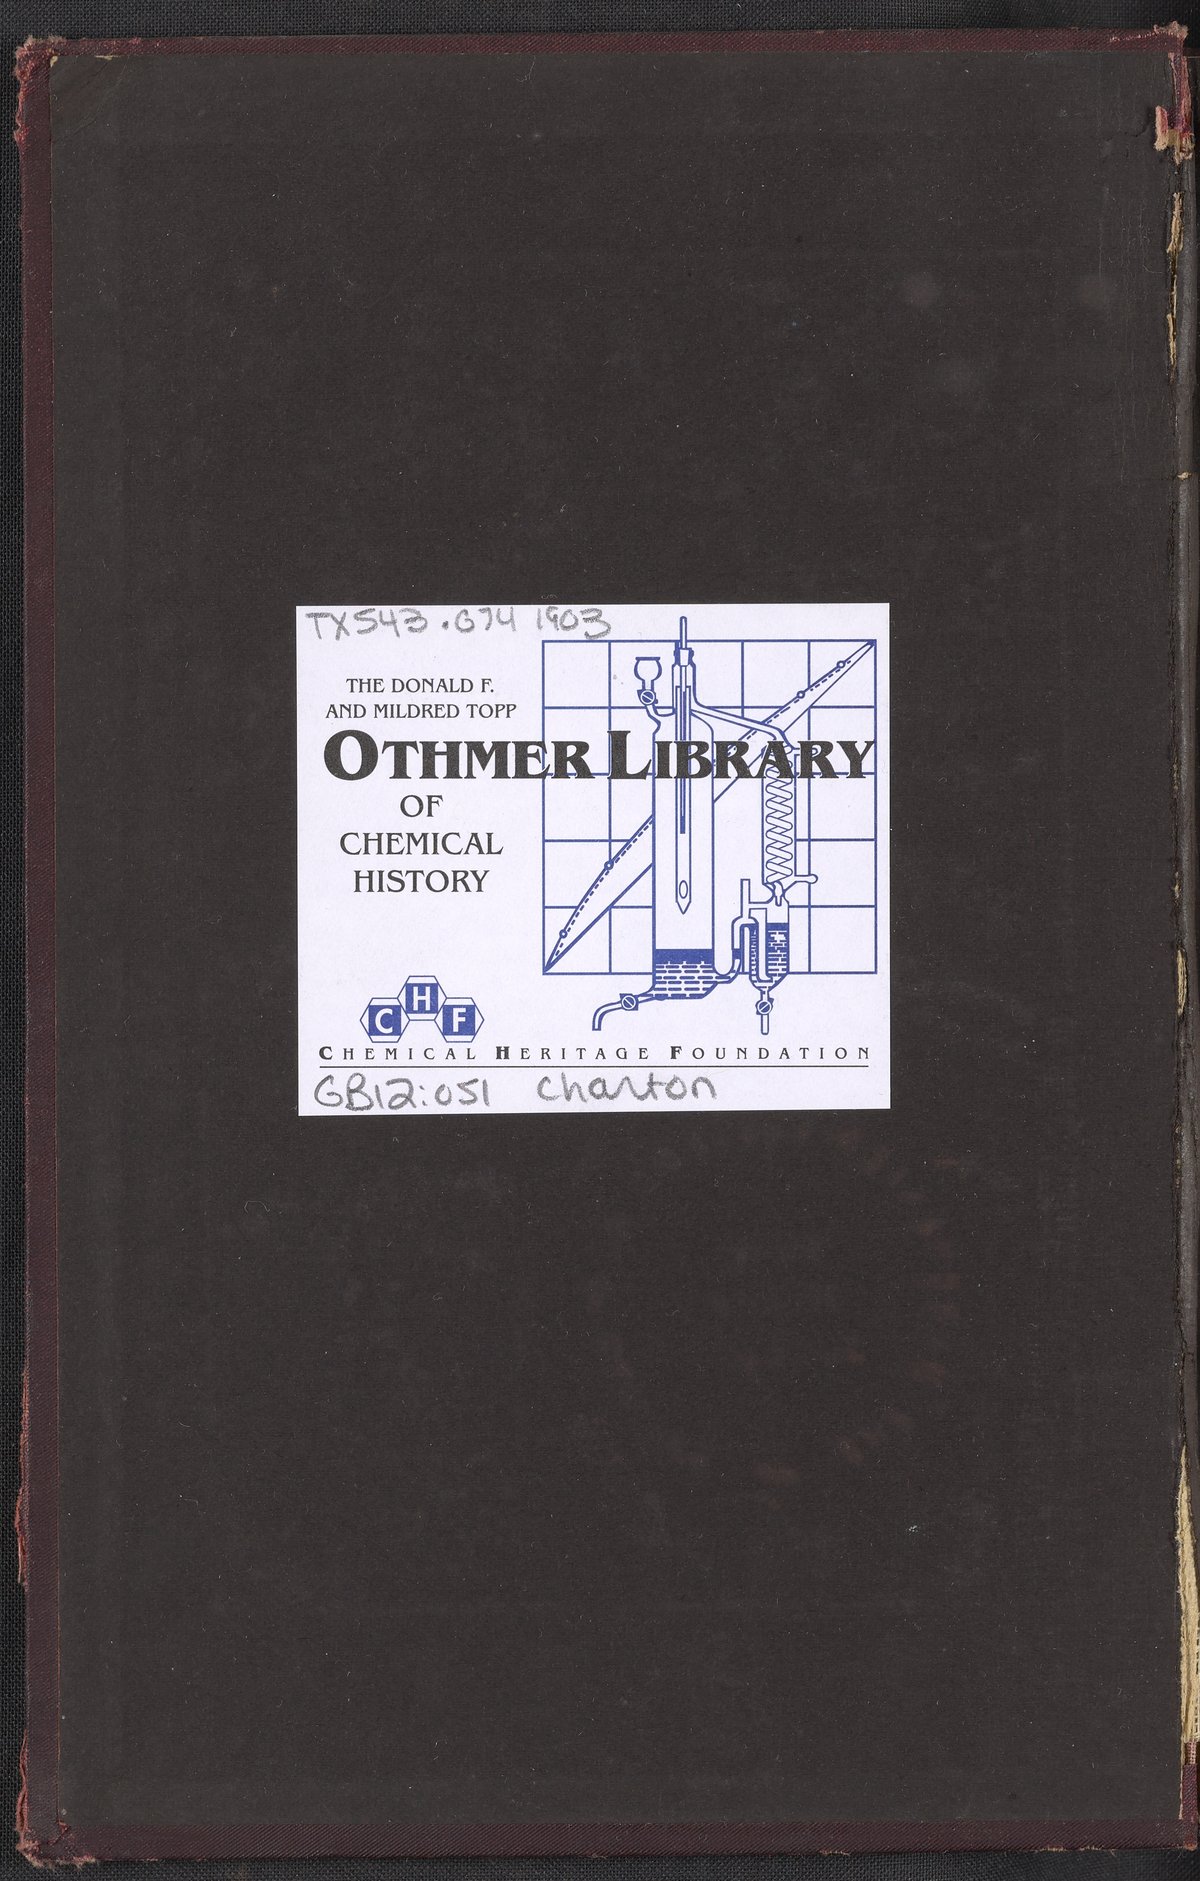 TX543 .G74 1903
THE DONALD F.
AND MILDRED TOPP
OTHMER LIBRARY
OF
CHEMICAL
HISTORY
CHF
CHEMICAL HERITAGE FOUNDATION
GB12:051 Charton